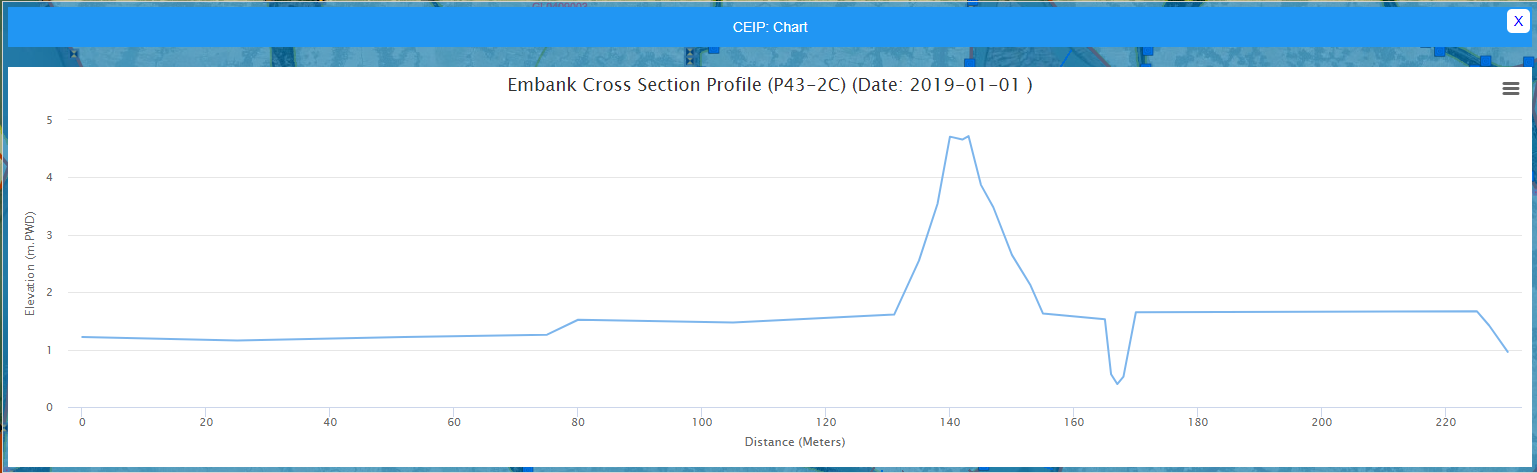 CEIP: Chart
X
Embank Cross Section Profile (P43-2C) (Date: 2019-01-01 )
5
4
3
2
1
0
Elevation (m.PWD)
0 20 40 60 80 100 120 140 160 180 200 220
Distance (Meters)